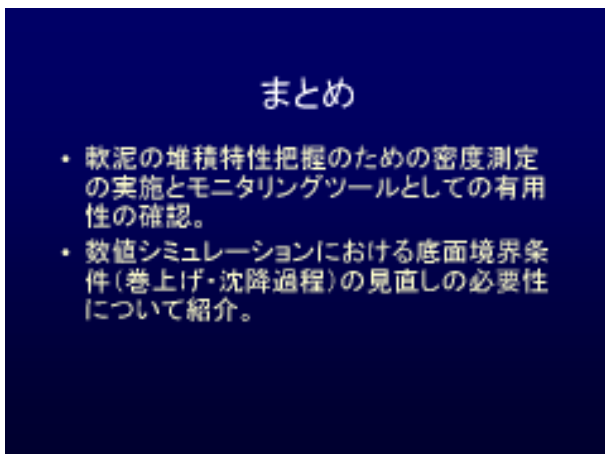 まとめ
• 軟泥の堆積特性把握のための密度測定
の実施とモニタリングツールとしての有用
性の確認。
• 数値シミュレーションにおける底面境界条
件(巻上げ・沈降過程)の見直しの必要性
について紹介。